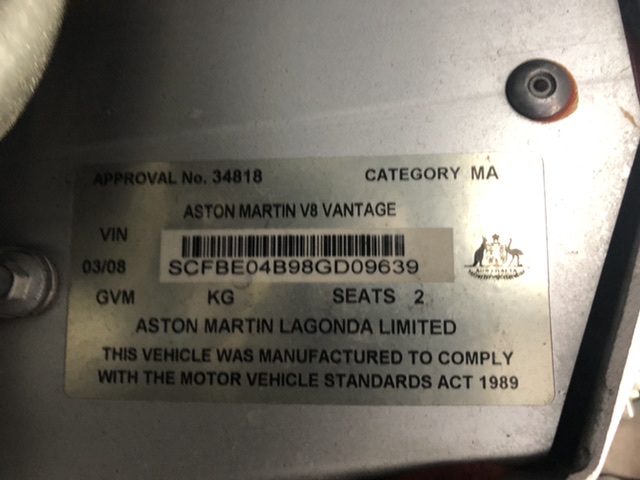 APPROVAL No. 34818 CATEGORY MA
ASTON MARTIN V8 VANTAGE
VIN
03/08 SCFBE04B98GD09639
AUSTRALIA
GVM KG SEATS 2
ASTON MARTIN LAGONDA LIMITED
THIS VEHICLE WAS MANUFACTURED TO COMPLY
WITH THE MOTOR VEHICLE STANDARDS ACT 1989